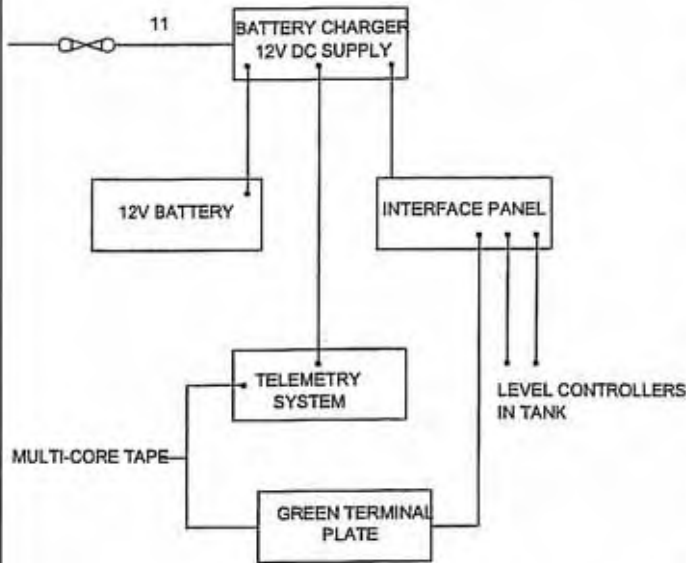 11
BATTERY CHARGER
12V DC SUPPLY
12V BATTERY
INTERFACE PANEL
TELEMETRY
SYSTEM
LEVEL CONTROLLERS
IN TANK
MULTI-CORE TAPE
GREEN TERMINAL
PLATE